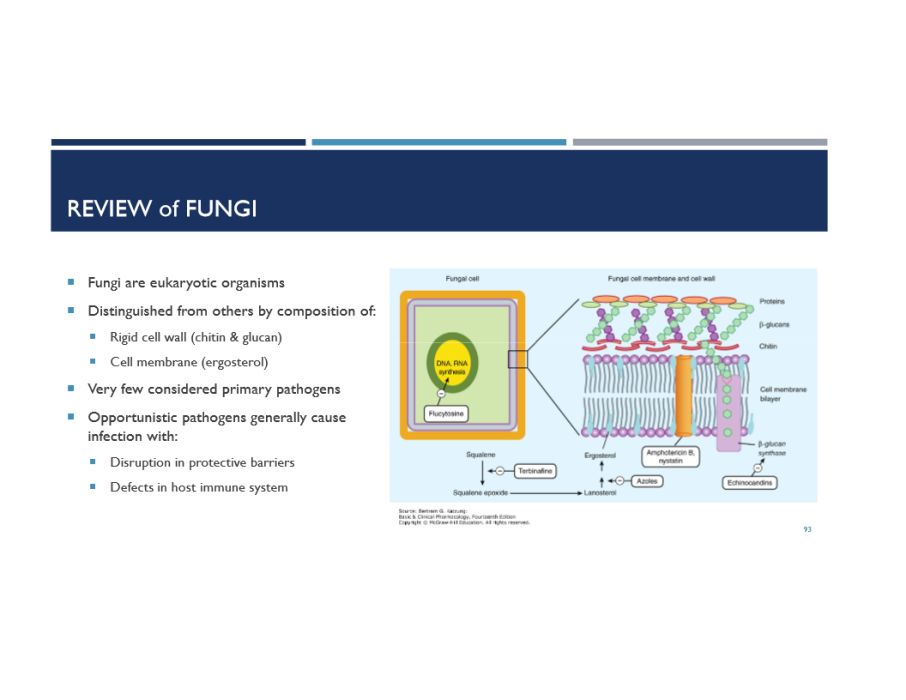 REVIEW of FUNGI
Fungi are eukaryotic organisms
Distinguished from others by composition of:
Rigid cell wall (chitin & glucan)
Cell membrane (ergosterol)
Very few considered primary pathogens
Opportunistic pathogens generally cause
infection with:
Disruption in protective barriers
Defects in host immune system
Fungal cell
Fungal cell membrane and cell wall
Proteins
β-glucans
Chitin
DNA, RNA
synthesis
Flucytosine
Cell membrane
bilayer
β-glucan
synthase
Squalene
Terbinafine
Squalene epoxide
Lanosterol
Ergosterol
Azoles
Amphotericin B,
nystatin
Echinocandins
Source: Bertram G. Katzung:
Basic & Clinical Pharmacology, Fourteenth Edition
Copyright © McGraw-Hill Education. All rights reserved.
93